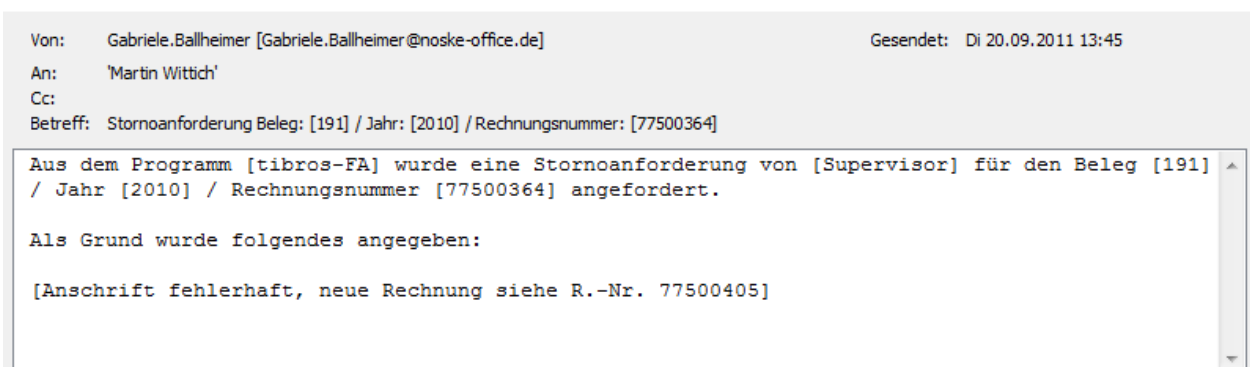 Von: Gabriele.Ballheimer [Gabriele.Ballheimer@noske-office.de] Gesendet: Di 20.09.2011 13:45
An: 'Martin Wittich'
Cc:
Betreff: Stornoanforderung Beleg: [191] / Jahr: [2010] / Rechnungsnummer: [77500364]
Aus dem Programm [tibros-FA] wurde eine Stornoanforderung von [Supervisor] für den Beleg [191]
/ Jahr [2010] / Rechnungsnummer [77500364] angefordert.
Als Grund wurde folgendes angegeben:
[Anschrift fehlerhaft, neue Rechnung siehe R.-Nr. 77500405]